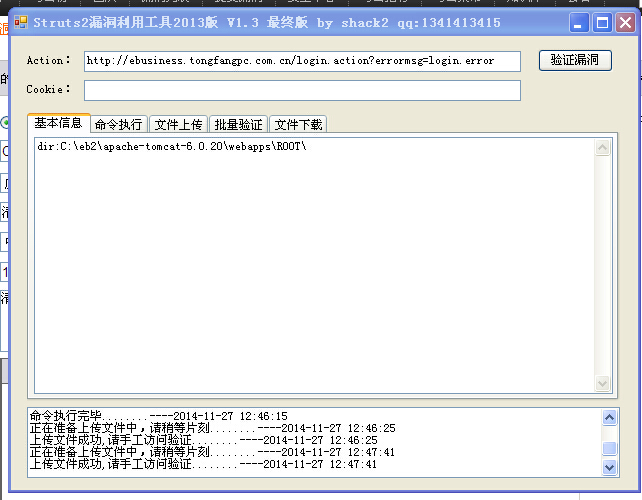 Struts2漏洞利用工具2013版 V1.3 最终版 by shack2 qq:1341413415
Action： http://ebusiness.tongfangpc.com.cn/login.action?errormsg=login.error 验证漏洞
Cookie：
基本信息 命令执行 文件上传 批量验证 文件下载
dir:C:\eb2\apache-tomcat-6.0.20\webapps\ROOT\
命令执行完毕........----2014-11-27 12:46:15
正在准备上传文件中，请稍等片刻........----2014-11-27 12:46:25
上传文件成功,请手工访问验证........----2014-11-27 12:46:25
正在准备上传文件中，请稍等片刻........----2014-11-27 12:47:41
上传文件成功,请手工访问验证........----2014-11-27 12:47:41